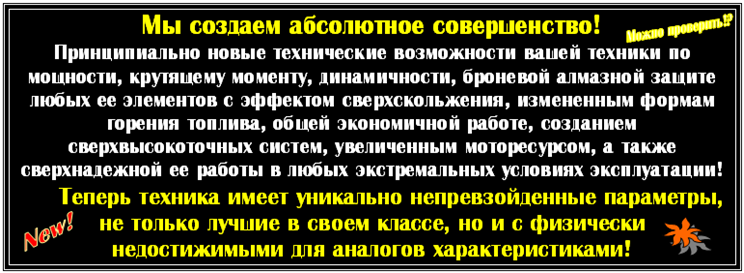 Мы создаем абсолютное совершенство!
Можно проверить!?
Принципиально новые технические возможности вашей техники по
мощности, крутящему моменту, динамичности, броневой алмазной защите
любых ее элементов с эффектом сверхскольжения, измененным формам
горения топлива, общей экономичной работе, созданием
сверхвысокоточных систем, увеличенным моторесурсом, а также
сверхнадежной ее работы в любых экстремальных условиях эксплуатации!
Теперь техника имеет уникально непревзойденные параметры,
не только лучшие в своем классе, но и с физически
недостижимыми для аналогов характеристиками!
New!